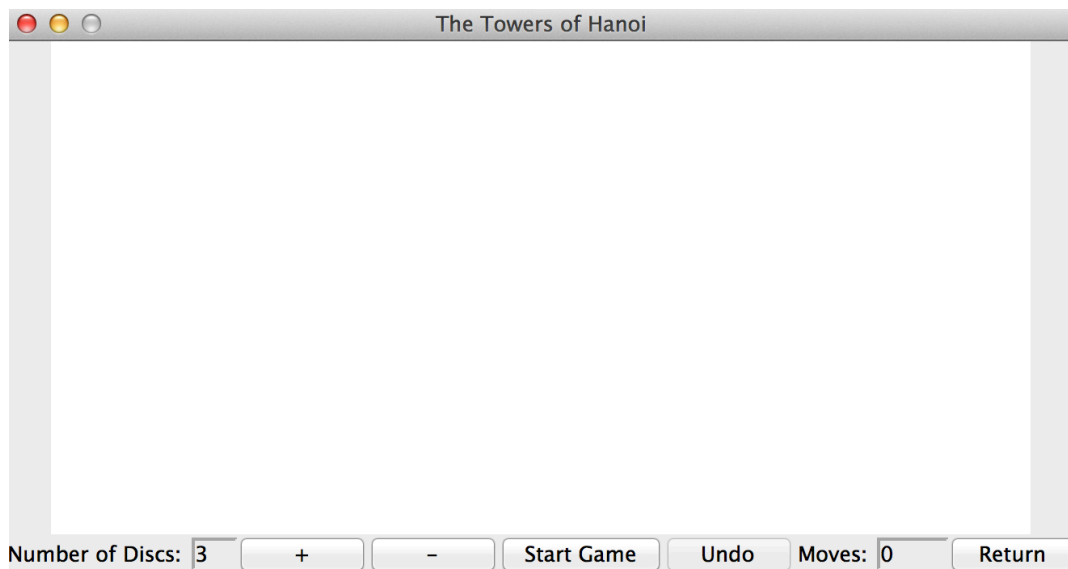 The Towers of Hanoi
Number of Discs: 3 + - Start Game Undo Moves: 0 Return